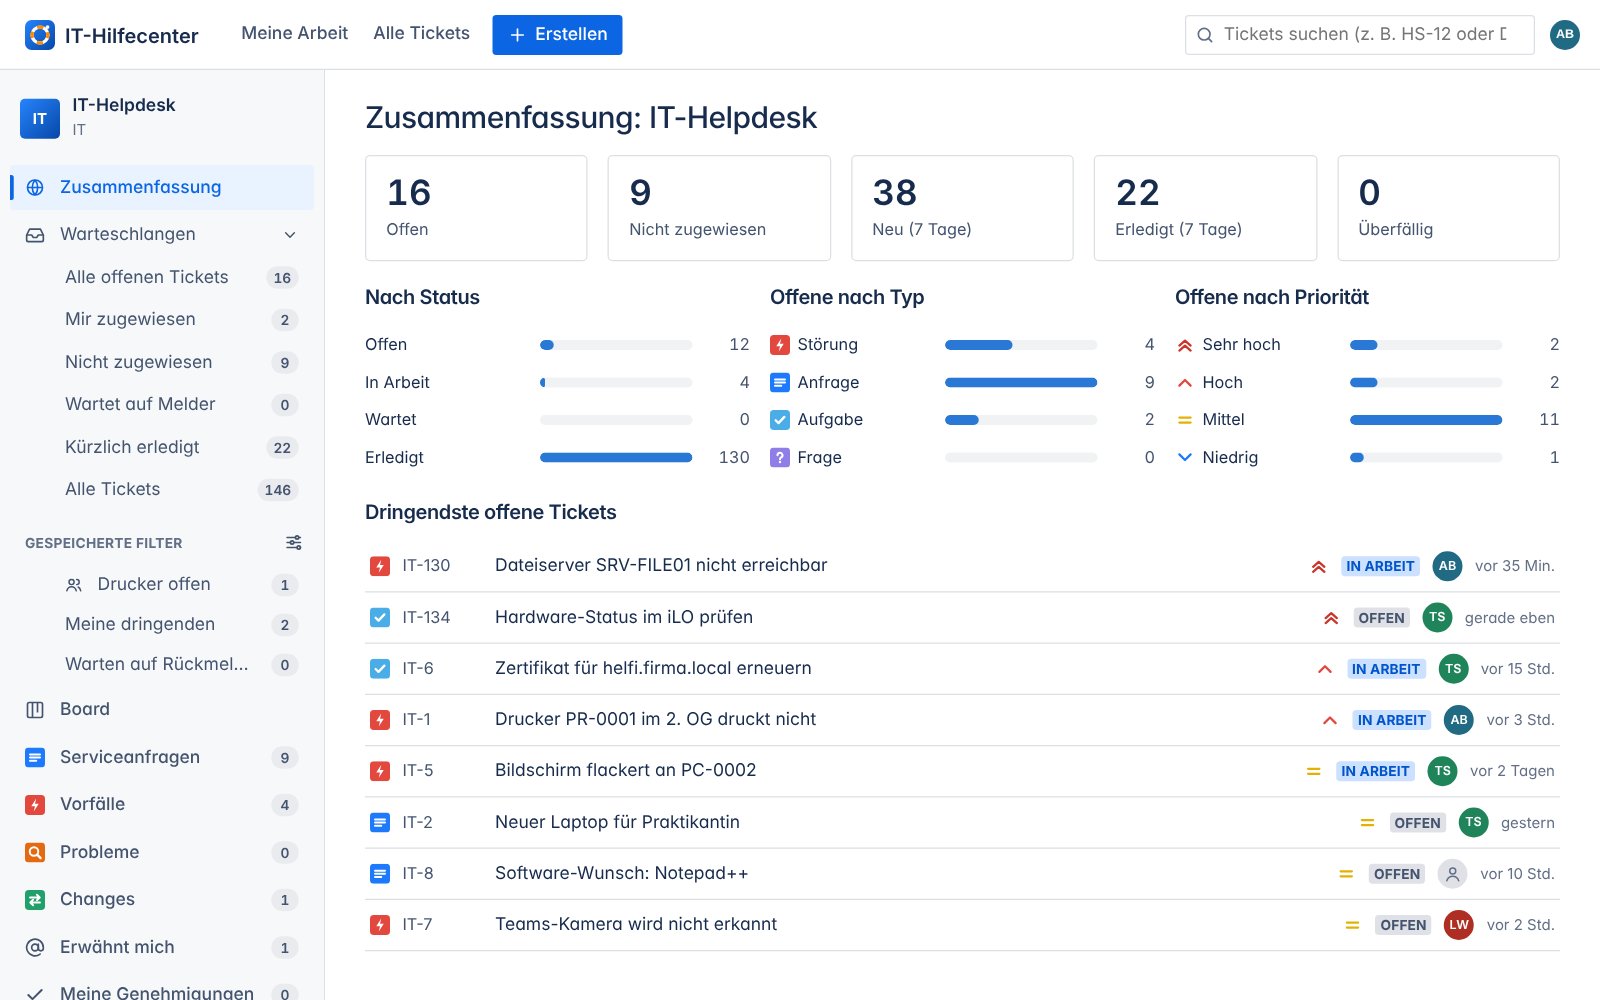 IT-Hilfecenter
Meine Arbeit
Alle Tickets
Erstellen
Tickets suchen (z. B. HS-12 oder D
AB
IT
IT-Helpdesk
IT
Zusammenfassung
Warteschlangen
Alle offenen Tickets 16
Mir zugewiesen 2
Nicht zugewiesen 9
Wartet auf Melder 0
Kürzlich erledigt 22
Alle Tickets 146
GESPEICHERTE FILTER
Drucker offen 1
Meine dringenden 2
Warten auf Rückmel... 0
Board
Serviceanfragen 9
Vorfälle 4
Probleme 0
Changes 1
Erwähnt mich 1
Meine Genehmigungen 0
Zusammenfassung: IT-Helpdesk
16
Offen
9
Nicht zugewiesen
38
Neu (7 Tage)
22
Erledigt (7 Tage)
0
Überfällig
Nach Status
Offen 12
In Arbeit 4
Wartet 0
Erledigt 130
Offene nach Typ
Störung 4
Anfrage 9
Aufgabe 2
? Frage 0
Offene nach Priorität
Sehr hoch 2
Hoch 2
Mittel 11
Niedrig 1
Dringendste offene Tickets
IT-130 Dateiserver SRV-FILE01 nicht erreichbar IN ARBEIT AB vor 35 Min.
IT-134 Hardware-Status im iLO prüfen OFFEN TS gerade eben
IT-6 Zertifikat für helfi.firma.local erneuern IN ARBEIT TS vor 15 Std.
IT-1 Drucker PR-0001 im 2. OG druckt nicht IN ARBEIT AB vor 3 Std.
IT-5 Bildschirm flackert an PC-0002 IN ARBEIT TS vor 2 Tagen
IT-2 Neuer Laptop für Praktikantin OFFEN TS gestern
IT-8 Software-Wunsch: Notepad++ OFFEN vor 10 Std.
IT-7 Teams-Kamera wird nicht erkannt OFFEN LW vor 2 Std.